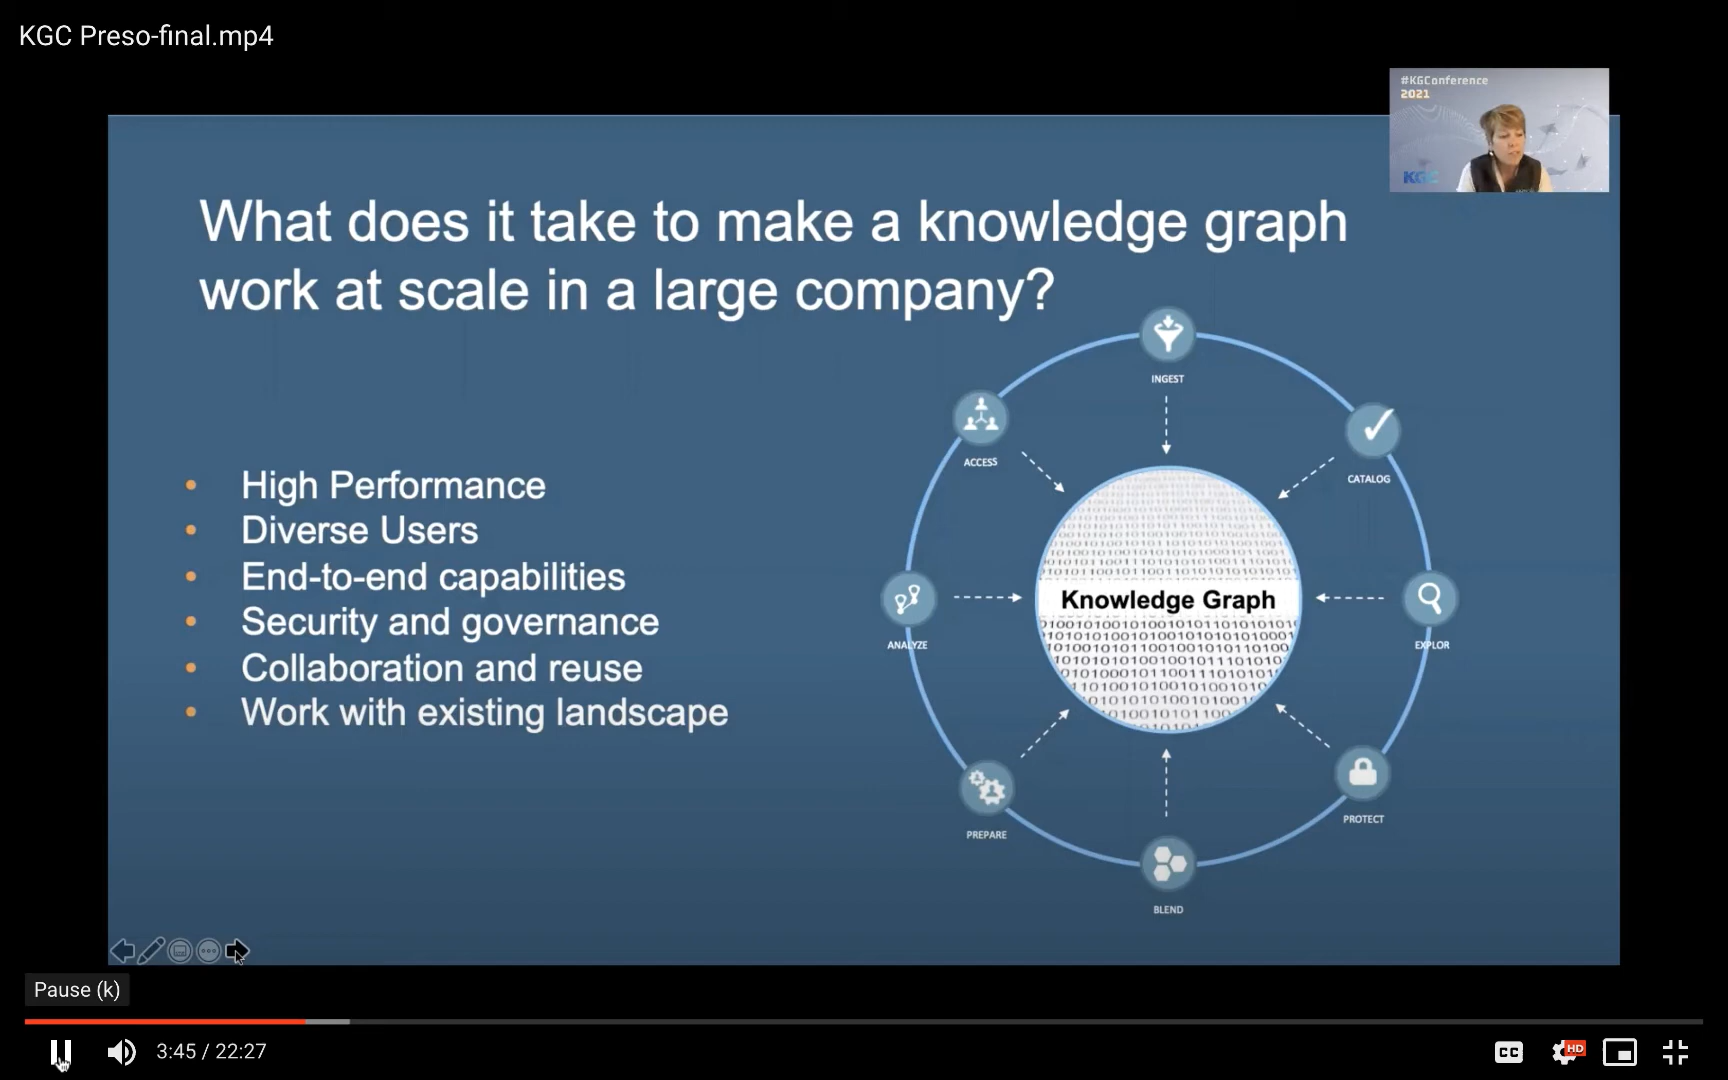 KGC Preso-final.mp4
#KGConference
2021
KGC
What does it take to make a knowledge graph
work at scale in a large company?
High Performance
Diverse Users
End-to-end capabilities
Security and governance
Collaboration and reuse
Work with existing landscape
INGEST
CATALOG
EXPLOR
PROTECT
BLEND
PREPARE
ANALYZE
ACCESS
Knowledge Graph
Pause (k)
3:45 / 22:27
CC
HD